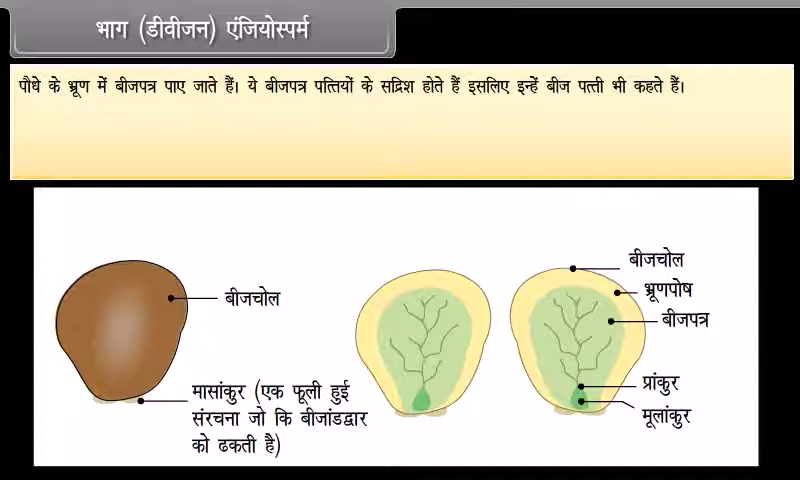 भाग (डीवीजन) एंजियोस्पर्म
पौधे के भ्रूण में बीजपत्र पाए जाते हैं। ये बीजपत्र पत्तियों के सद्रिश होते हैं इसलिए इन्हें बीज पत्ती भी कहते हैं।
बीजचोल
मासांकुर (एक फूली हुई
संरचना जो कि बीजांडद्वार
को ढकती है)
बीजचोल
भ्रूणपोष
बीजपत्र
प्रांकुर
मूलांकुर